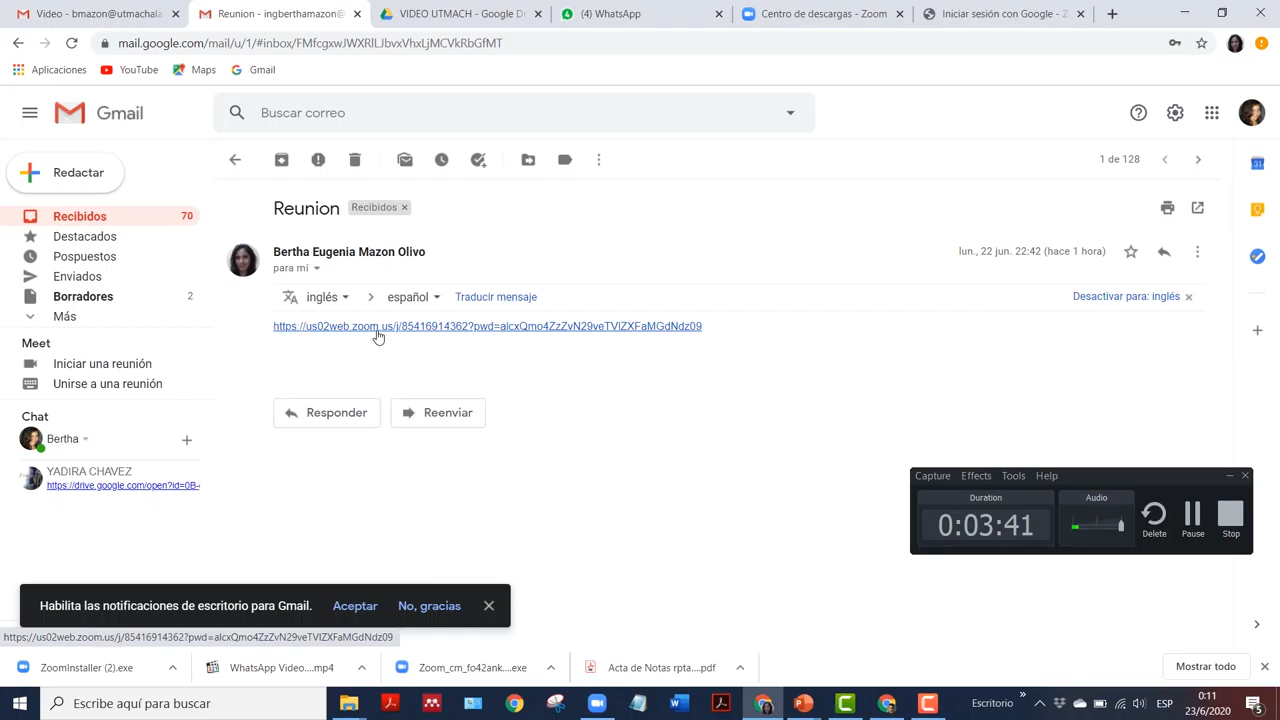 Video - bmazon@utmachala
Reunion - ingberthamazon@
VIDEO UTMACH - Google Dr
(4) WhatsApp
Centro de descargas - Zoom
Iniciar sesión con Google - Zoom
mail.google.com/mail/u/1/#inbox/FMfcgxwJWXRlLJbvxVhxLjMCVkRbGfMT
Aplicaciones YouTube Maps Gmail
Gmail
Buscar correo
Redactar
1 de 128
Recibidos 70
Destacados
Pospuestos
Enviados
Borradores 2
Más
Meet
Iniciar una reunión
Unirse a una reunión
Chat
Bertha
YADIRA CHAVEZ
https://drive.google.com/open?id=0B-
Reunion Recibidos ×
Bertha Eugenia Mazon Olivo
lun., 22 jun. 22:42 (hace 1 hora)
para mí
inglés > español Traducir mensaje
Desactivar para: inglés ×
https://us02web.zoom.us/j/85416914362?pwd=alcxQmo4ZzZvN29veTVlZXFaMGdNdz09
Responder
Reenviar
Capture Effects Tools Help
Duration
Audio
0:03:41
Delete
Pause
Stop
Habilita las notificaciones de escritorio para Gmail. Aceptar No, gracias
https://us02web.zoom.us/j/85416914362?pwd=alcxQmo4ZzZvN29veTVlZXFaMGdNdz09
ZoomInstaller (2).exe
WhatsApp Video....mp4
Zoom_cm_fo42ank....exe
Acta de Notas rpta....pdf
Mostrar todo
Escribe aquí para buscar
Escritorio
ESP
0:11
23/6/2020
5